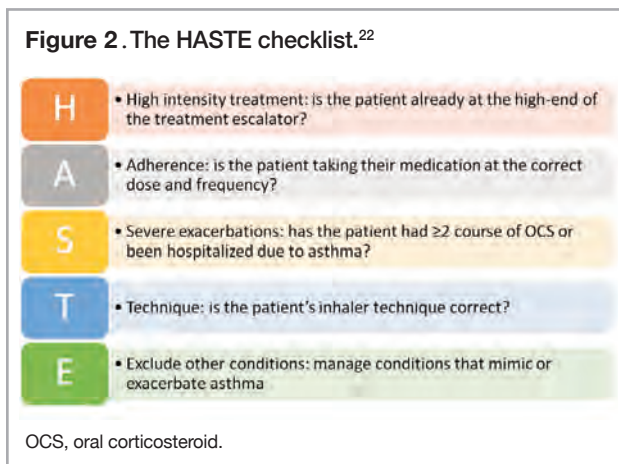 Figure 2. The HASTE checklist.22
H
• High intensity treatment: is the patient already at the high-end of
the treatment escalator?
A
• Adherence: is the patient taking their medication at the correct
dose and frequency?
S
• Severe exacerbations: has the patient had ≥2 course of OCS or
been hospitalized due to asthma?
T
• Technique: is the patient's inhaler technique correct?
E
• Exclude other conditions: manage conditions that mimic or
exacerbate asthma
OCS, oral corticosteroid.